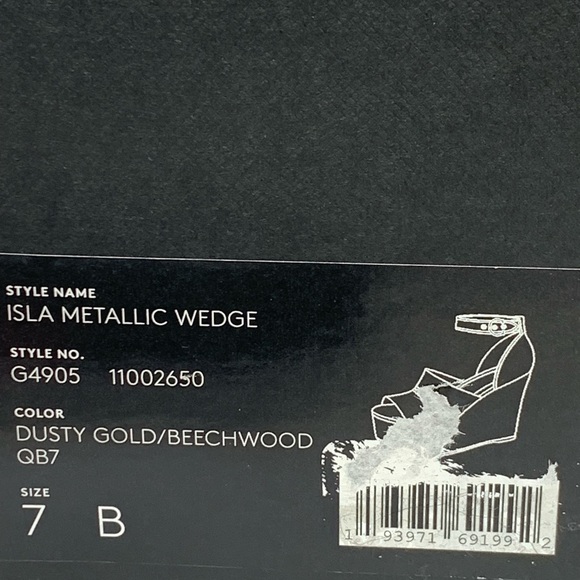 STYLE NAME
ISLA METALLIC WEDGE
STYLE NO.
G4905 11002650
COLOR
DUSTY GOLD/BEECHWOOD
QB7
SIZE
7 B
1 93971 69199 2